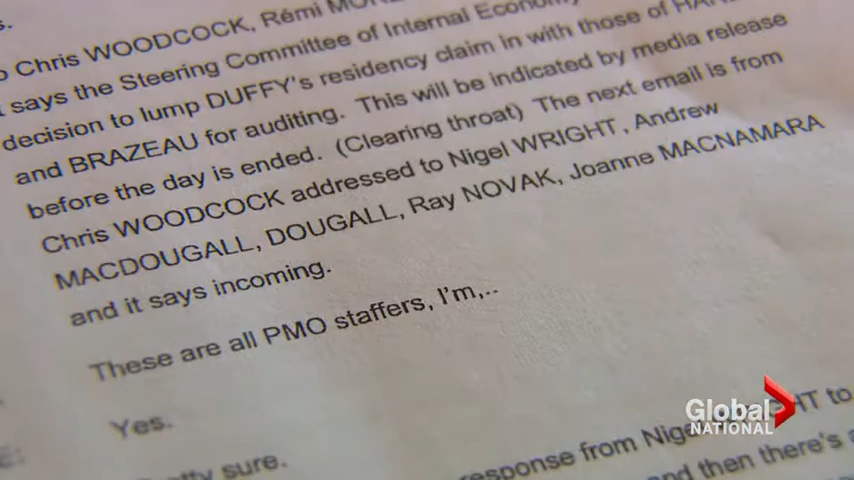 s.
o Chris WOODCOCK, Rémi
says the Steering Committee of Internal Economy
decision to lump DUFFY's residency claim in with those of
and BRAZEAU for auditing. This will be indicated by media release
before the day is ended. (Clearing throat) The next email is from
Chris WOODCOCK addressed to Nigel WRIGHT, Andrew
MACDOUGALL, DOUGALL, Ray NOVAK, Joanne MACNAMARA
and it says incoming.
These are all PMO staffers, I'm,..
Yes.
sure.
response from
HT to
and then there's
Global
NATIONAL